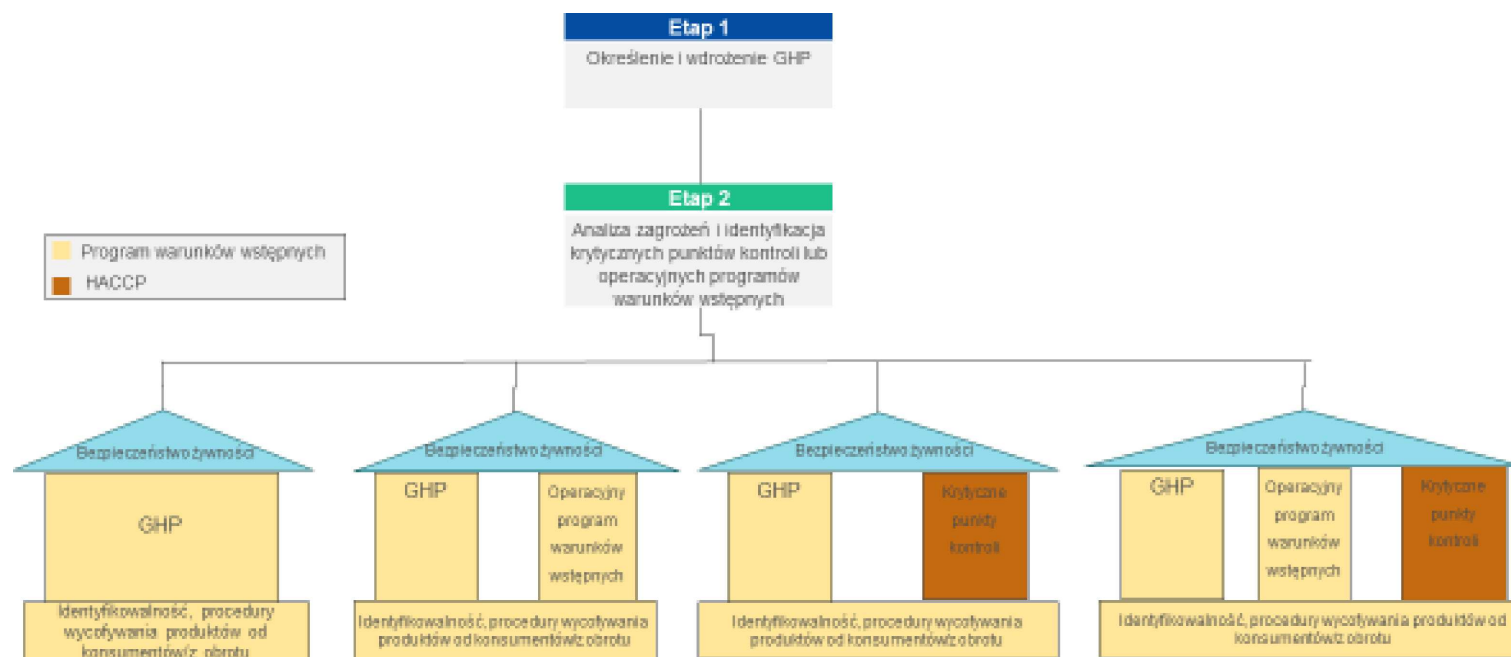 Etap 1
Określenie i wdrożenie GHP
Etap 2
Analiza zagrożeń i identyfikacja
krytycznych punktów kontroli lub
operacyjnych programów
warunków wstępnych
Program warunków wstępnych
HACCP
Bezpieczeństwo żywności
GHP
Identyfikowalność, procedury
wycofywania produktów od
konsumentów/z obrotu
Bezpieczeństwo żywności
GHP
Operacyjny
program
warunków
wstępnych
Identyfikowalność, procedury wycofywania
produktów od konsumentów/z obrotu
Bezpieczeństwo żywności
GHP
Krytyczne
punkty
kontroli
Identyfikowalność, procedury wycofywania
produktów od konsumentów/z obrotu
Bezpieczeństwo żywności
GHP
Operacyjny
program
warunków
wstępnych
Krytyczne
punkty
kontroli
Identyfikowalność, procedury wycofywania produktów od
konsumentów/z obrotu